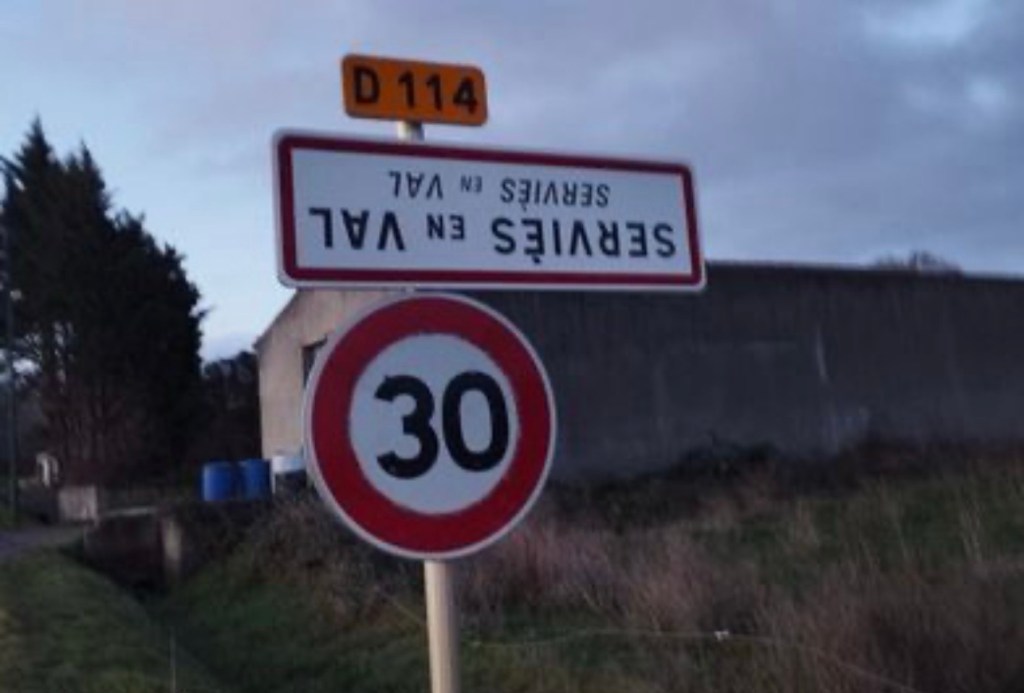 D 114
SERVIÈS EN VAL
SERVIÈS EN VAL
30